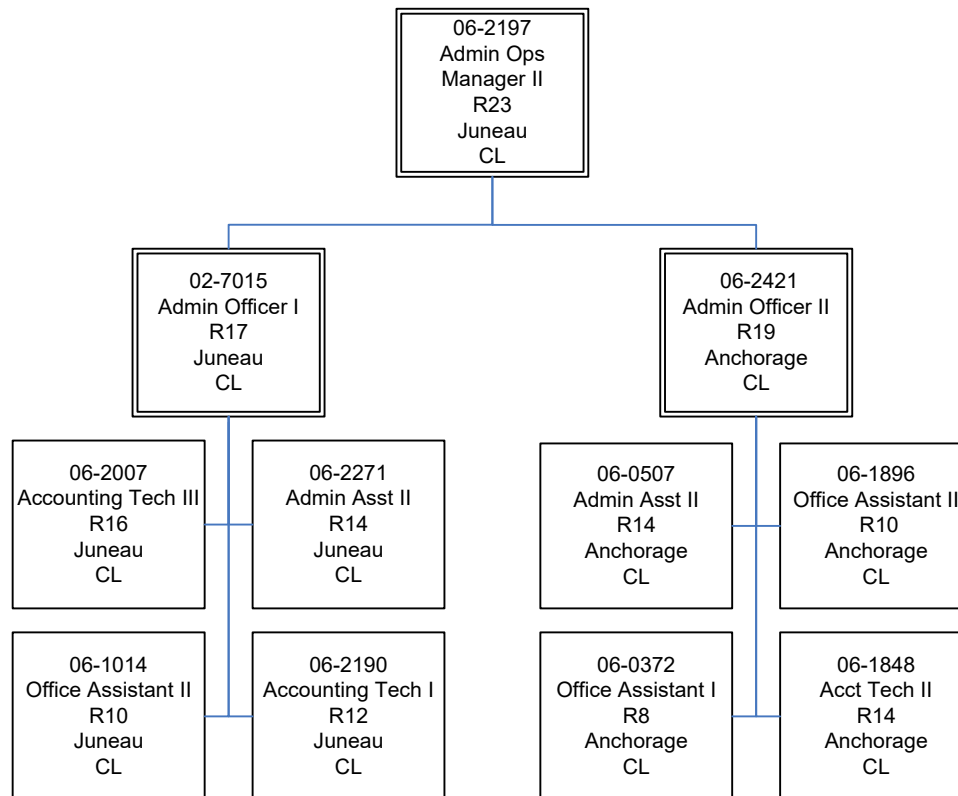 06-2197
Admin Ops
Manager II
R23
Juneau
CL
02-7015
Admin Officer I
R17
Juneau
CL
06-2421
Admin Officer II
R19
Anchorage
CL
06-2007
Accounting Tech III
R16
Juneau
CL
06-2271
Admin Asst II
R14
Juneau
CL
06-0507
Admin Asst II
R14
Anchorage
CL
06-1896
Office Assistant II
R10
Anchorage
CL
06-1014
Office Assistant II
R10
Juneau
CL
06-2190
Accounting Tech I
R12
Juneau
CL
06-0372
Office Assistant I
R8
Anchorage
CL
06-1848
Acct Tech II
R14
Anchorage
CL